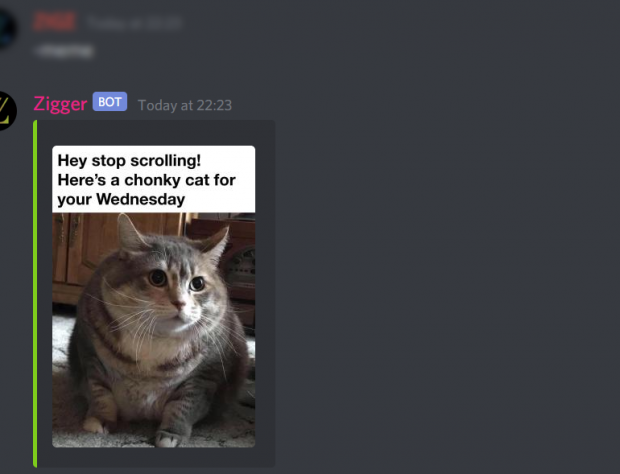 Zigger BOT Today at 22:23
Hey stop scrolling!
Here's a chonky cat for
your Wednesday